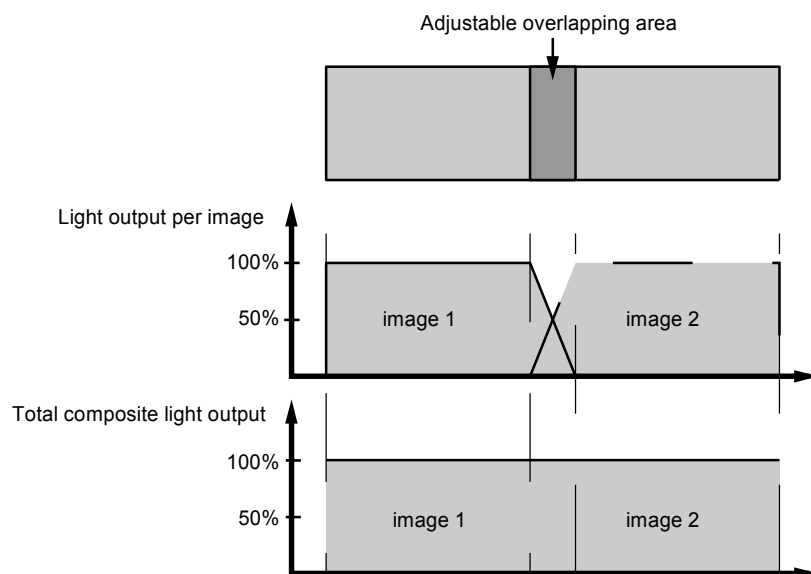 Adjustable overlapping area
Light output per image
100%
50%
image 1
image 2
Total composite light output
100%
50%
image 1
image 2